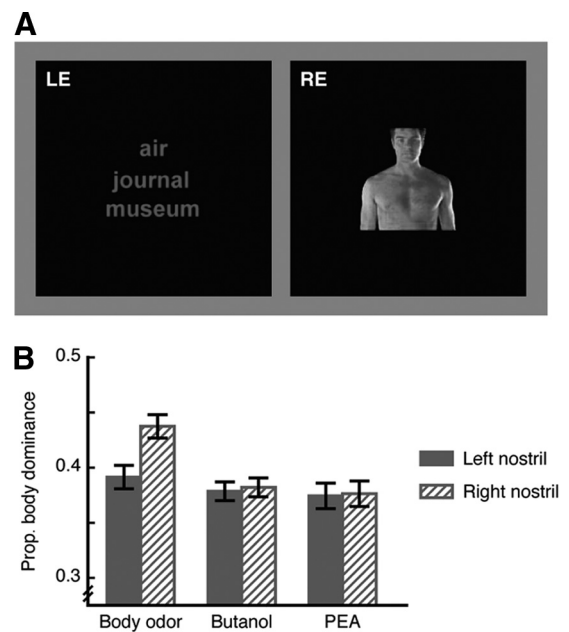 A
LE
RE
air
journal
museum
B
0.5
0.4
0.3
Prop. body dominance
Left nostril
Right nostril
Body odor
Butanol
PEA